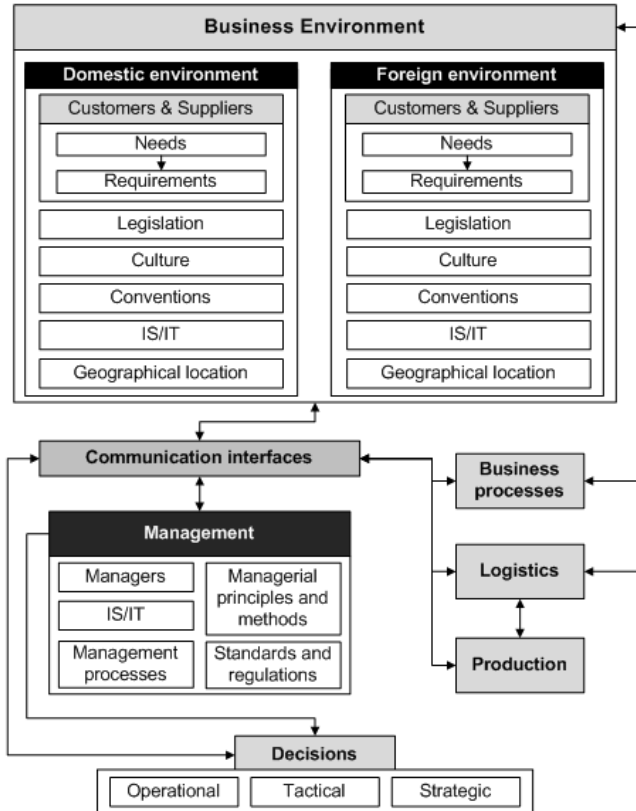 Business Environment
Domestic environment
Customers & Suppliers
Needs
Requirements
Legislation
Culture
Conventions
IS/IT
Geographical location
Foreign environment
Customers & Suppliers
Needs
Requirements
Legislation
Culture
Conventions
IS/IT
Geographical location
Communication interfaces
Business
processes
Management
Managers
IS/IT
Management
processes
Managerial
principles and
methods
Standards and
regulations
Logistics
Production
Decisions
Operational
Tactical
Strategic